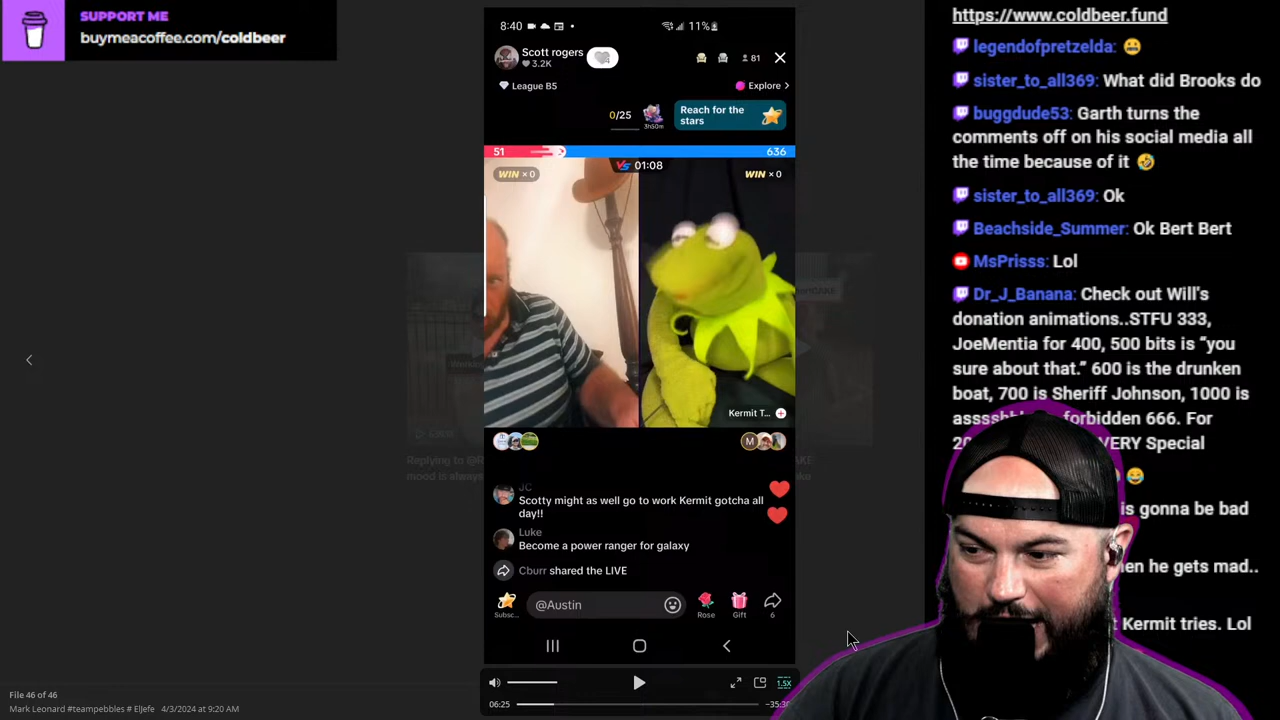 SUPPORT ME
buymeacoffee.com/coldbeer
8:40
11%
Scott rogers
3.2K
81
League B5
Explore
0/25
3h50m
Reach for the
stars
51
636
VS 01:08
WIN × 0
WIN × 0
Kermit T...
M
JC
Scotty might as well go to work Kermit gotcha all
day!!
Luke
Become a power ranger for galaxy
Cburr shared the LIVE
@Austin
Subsc...
Rose
Gift
6
1.5X
06:25
File 46 of 46
Mark Leonard #teampebbles # ElJefe 4/3/2024 at 9:20 AM
https://www.coldbeer.fund
legendofpretzelda: 😬
sister_to_all369: What did Brooks do
buggdude53: Garth turns the
comments off on his social media all
the time because of it 🤣
sister_to_all369: Ok
Beachside_Summer: Ok Bert Bert
MsPrisss: Lol
Dr_J_Banana: Check out Will's
donation animations..STFU 333,
JoeMentia for 400, 500 bits is "you
sure about that." 600 is the drunken
boat, 700 is Sheriff Johnson, 1000 is
forbidden 666. For
VERY Special
😂
is gonna be bad
he gets mad..
Kermit tries. Lol